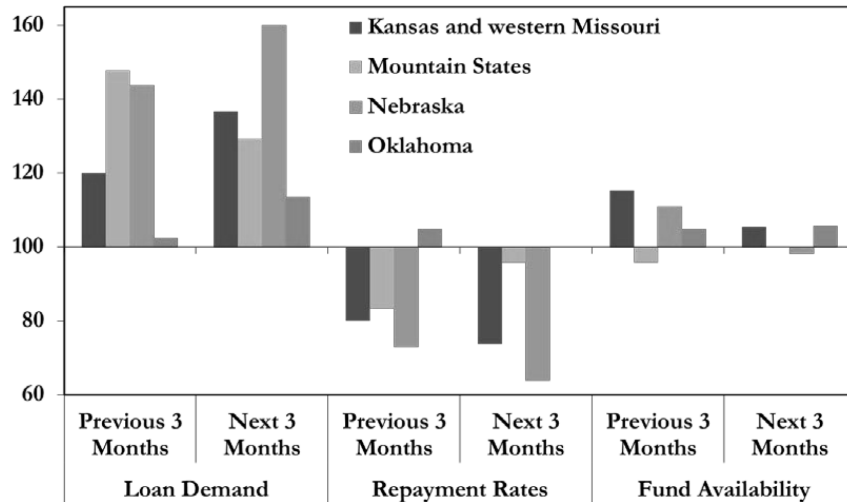 160
140
120
100
80
60
Kansas and western Missouri
Mountain States
Nebraska
Oklahoma
Previous 3 Months
Next 3 Months
Previous 3 Months
Next 3 Months
Previous 3 Months
Next 3 Months
Loan Demand
Repayment Rates
Fund Availability